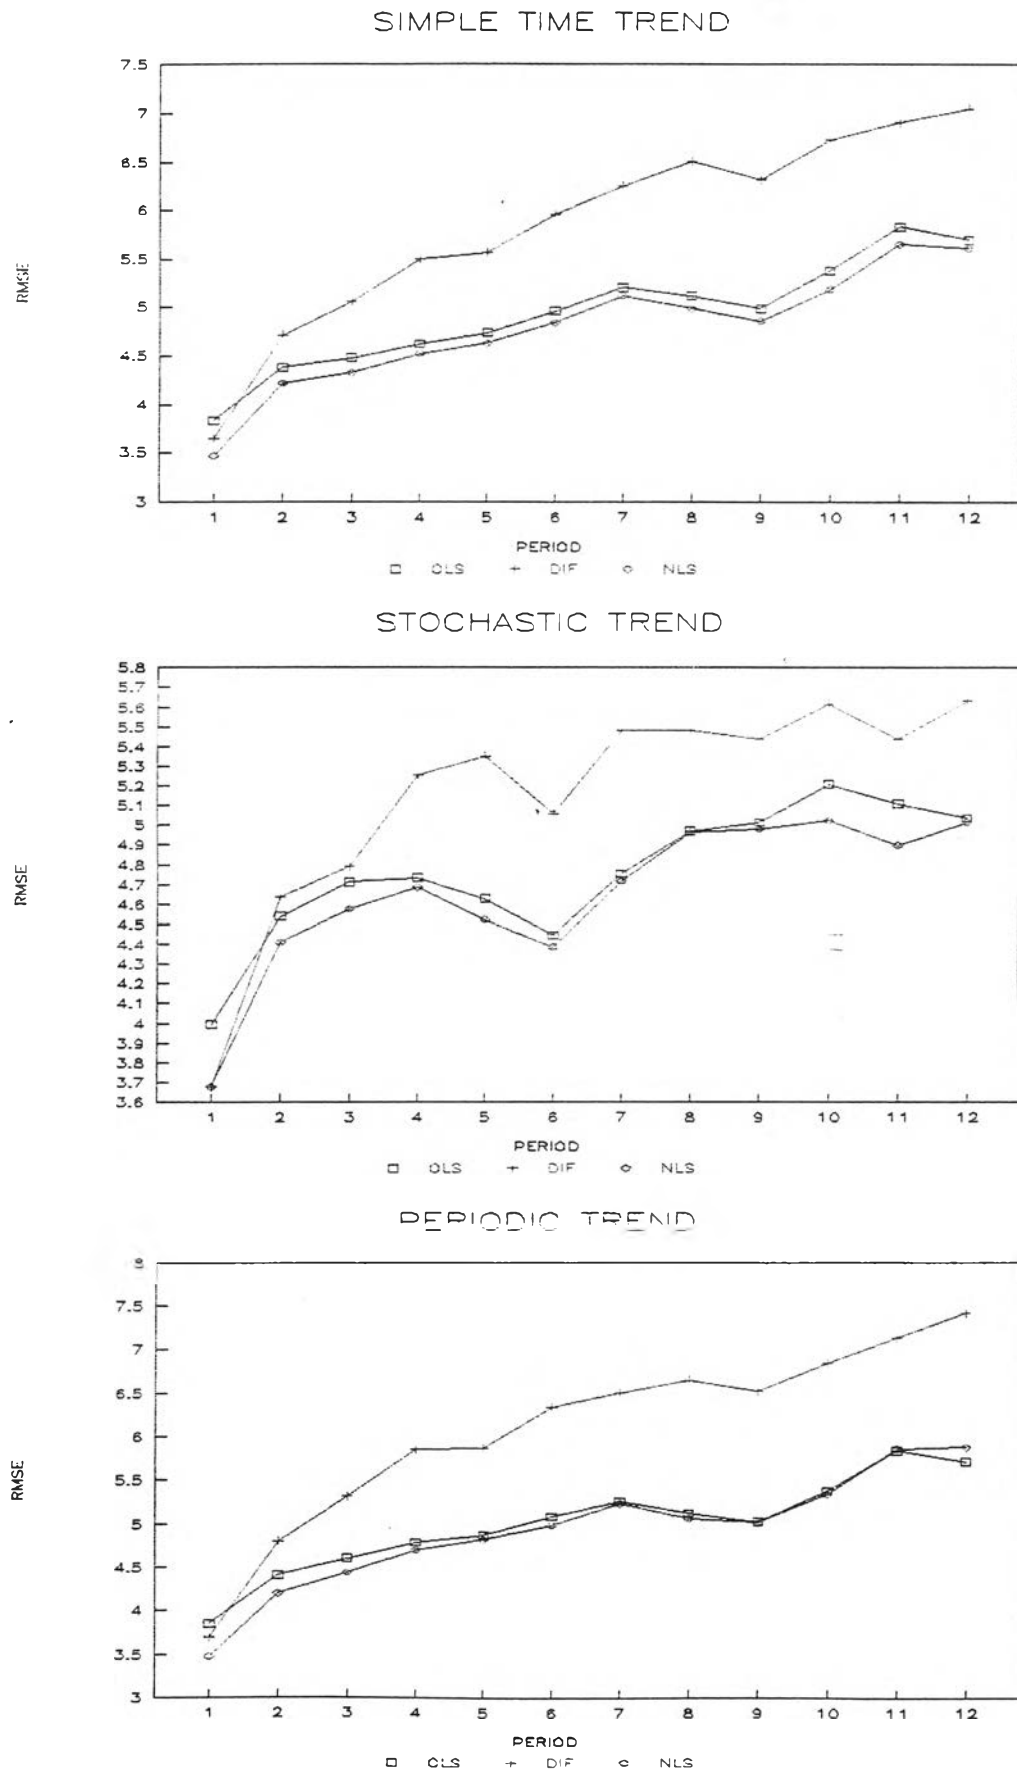 SIMPLE TIME TREND
7.5
7
6.5
6
5.5
5
4.5
4
3.5
3
RMSE
1 2 3 4 5 6 7 8 9 10 11 12
PERIOD
OLS DIF NLS
STOCHASTIC TREND
5.8
5.7
5.6
5.5
5.4
5.3
5.2
5.1
5
4.9
4.8
4.7
4.6
4.5
4.4
4.3
4.2
4.1
4
3.9
3.8
3.7
3.6
RMSE
1 2 3 4 5 6 7 8 9 10 11 12
PERIOD
OLS DIF NLS
PERIODIC TREND
8
7.5
7
6.5
6
5.5
5
4.5
4
3.5
3
RMSE
1 2 3 4 5 6 7 8 9 10 11 12
PERIOD
OLS DIF NLS